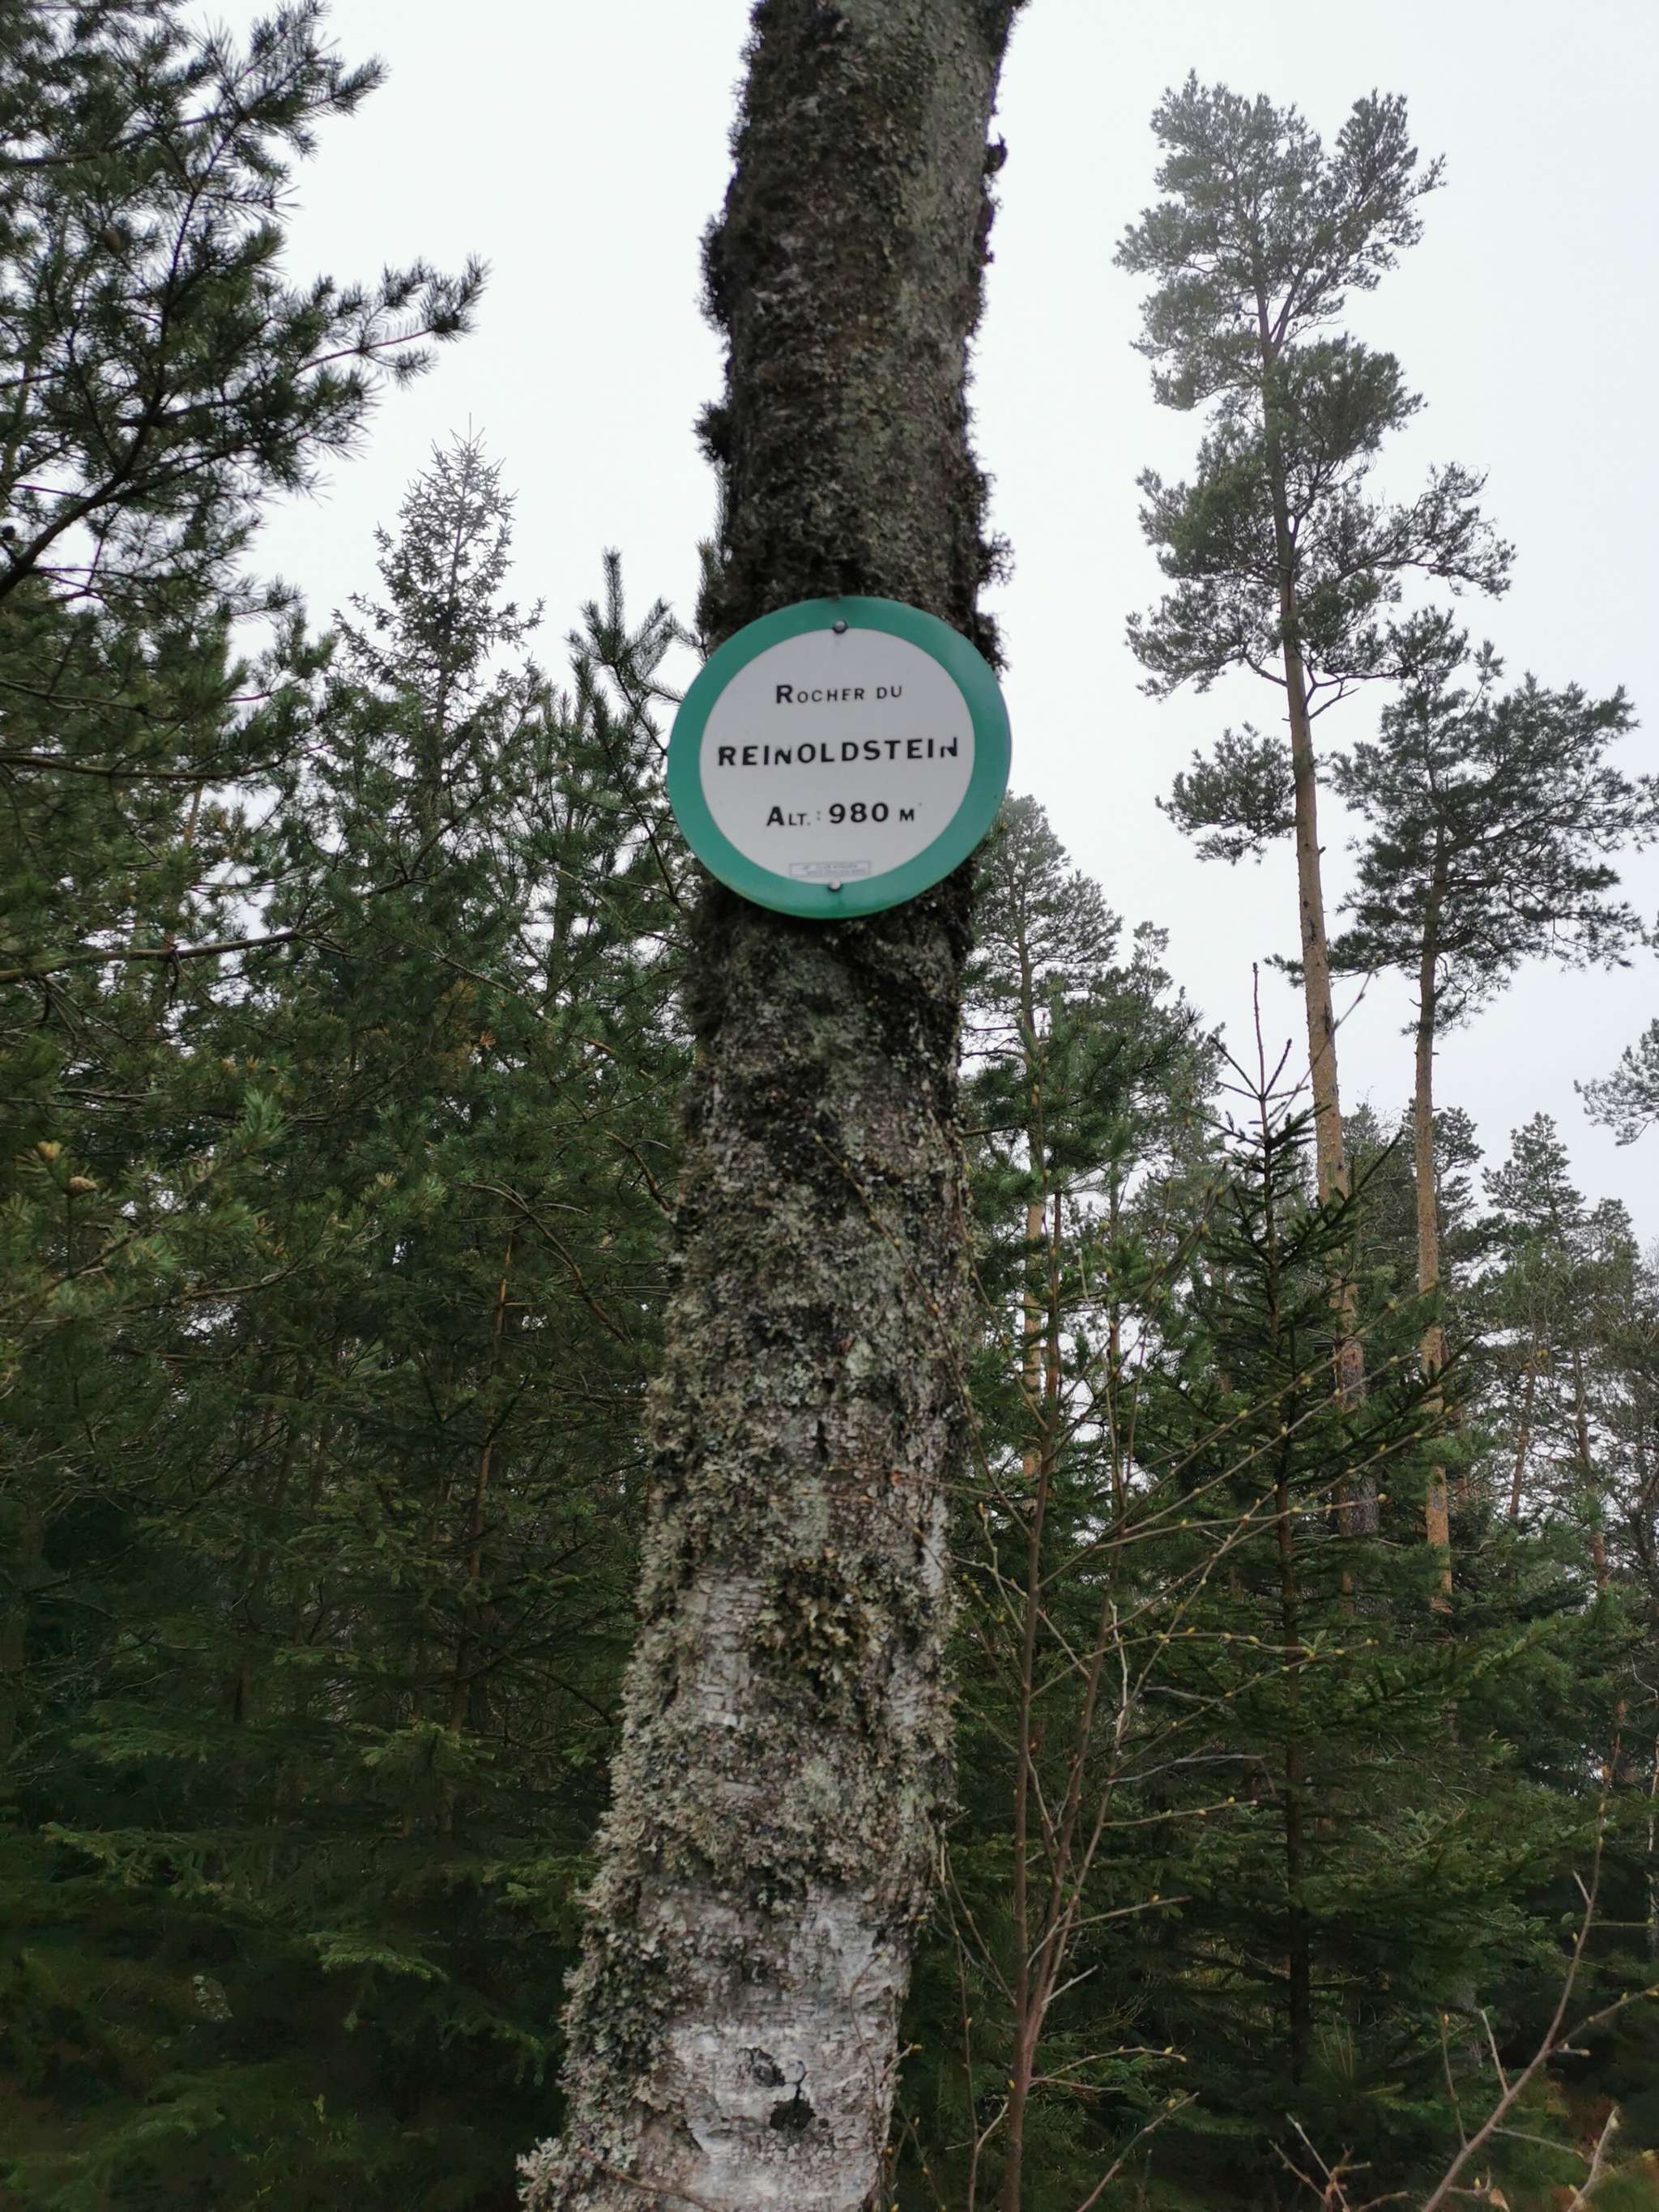 ROCHER DU
REINOLDSTEIN
ALT. : 980 M